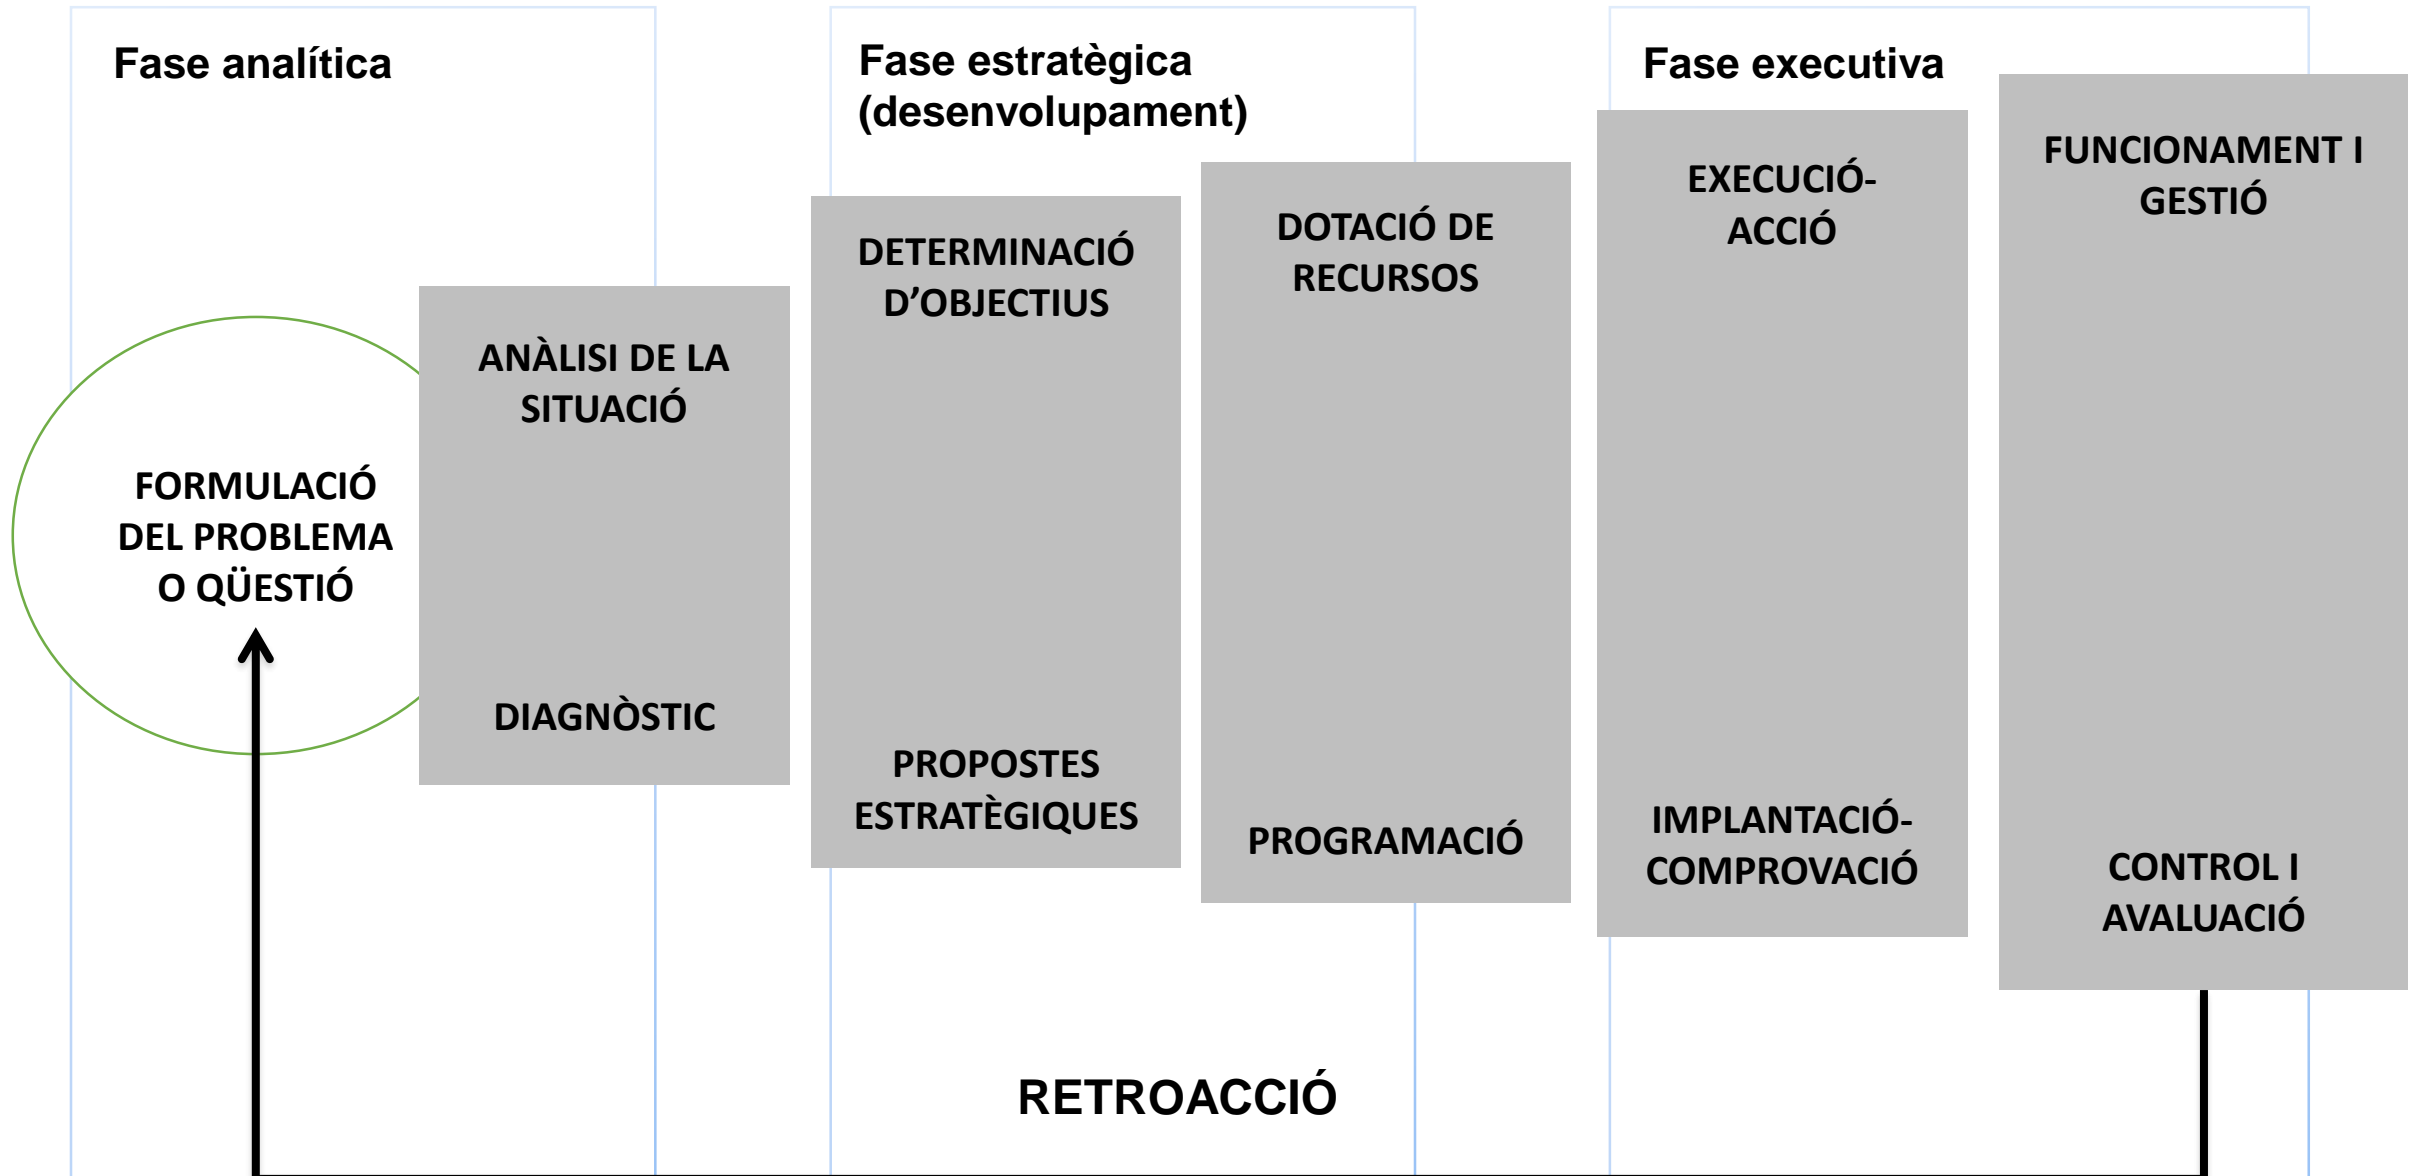 Fase analítica
FORMULACIÓ
DEL PROBLEMA
O QÜESTIÓ
ANÀLISI DE LA
SITUACIÓ
DIAGNÒSTIC
Fase estratègica
(desenvolupament)
DETERMINACIÓ
D’OBJECTIUS
PROPOSTES
ESTRATÈGIQUES
DOTACIÓ DE
RECURSOS
PROGRAMACIÓ
Fase executiva
EXECUCIÓ-
ACCIÓ
IMPLANTACIÓ-
COMPROVACIÓ
FUNCIONAMENT I
GESTIÓ
CONTROL I
AVALUACIÓ
RETROACCIÓ